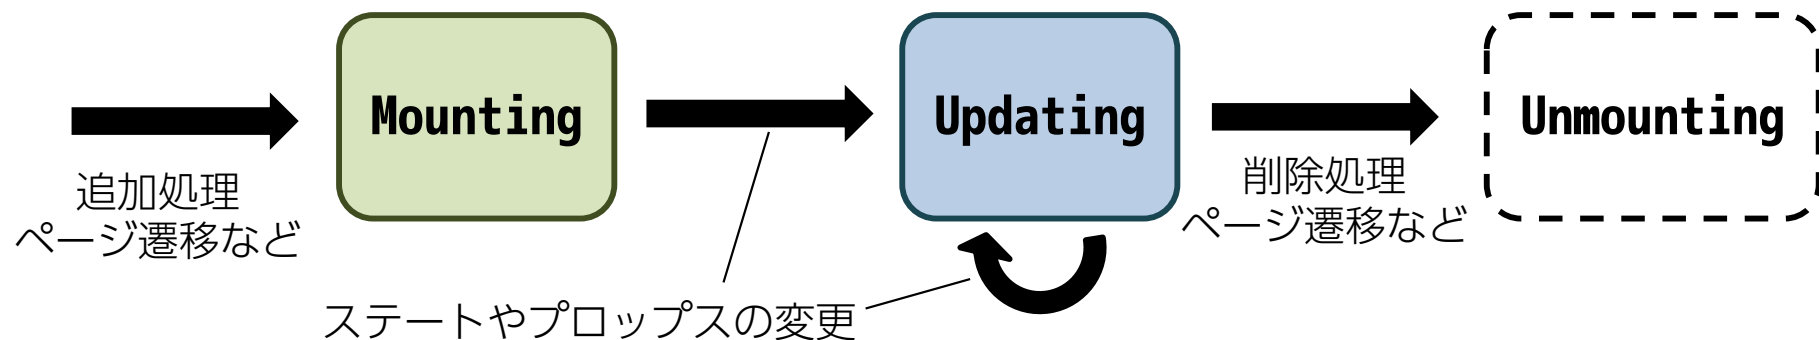 Mounting
Updating
Unmounting
追加処理
ページ遷移など
削除処理
ページ遷移など
ステートやプロップスの変更